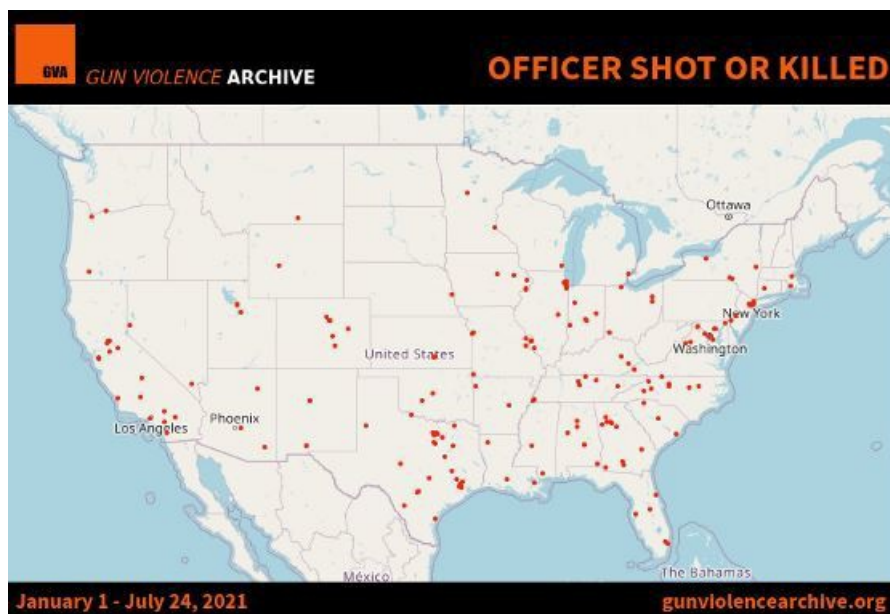 GVA
GUN VIOLENCE ARCHIVE
OFFICER SHOT OR KILLED
Ottawa
New York
United States
Washington
Phoenix
Los Angeles
México
The Bahamas
January 1 - July 24, 2021
gunviolencearchive.org